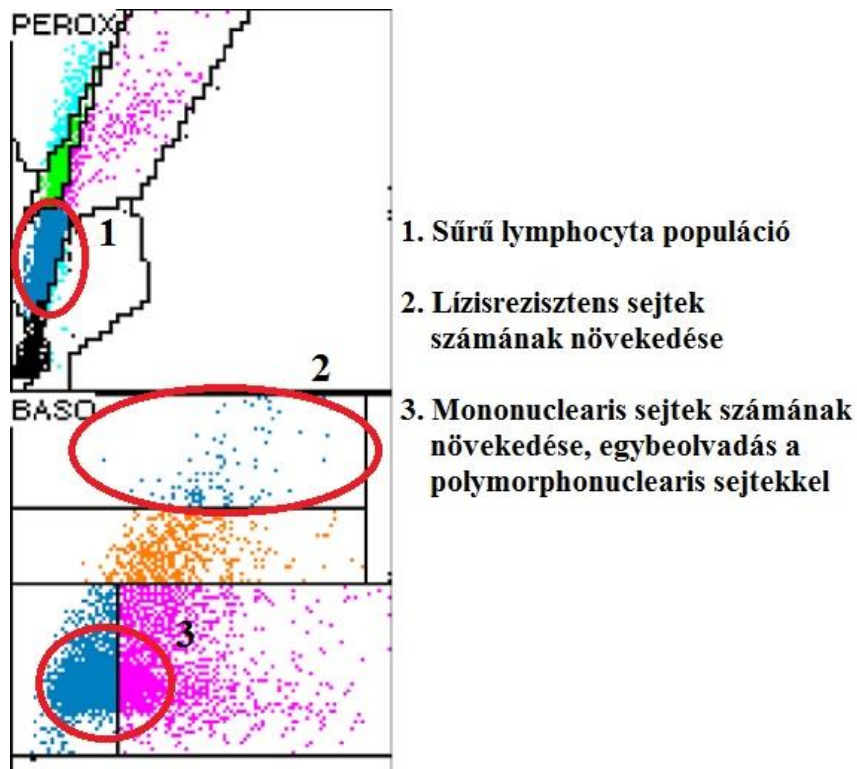 PEROX
1
1. Sűrű lymphocyta populáció
2. Lízisrezisztens sejtek
számának növekedése
2
BASO
3. Mononuclearis sejtek számának
növekedése, egybeolvadás a
polymorphonuclearis sejtekkel
3